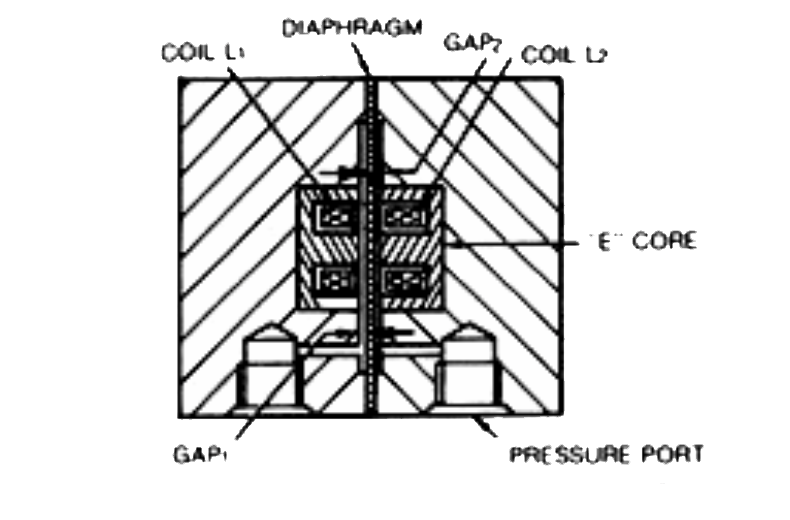 DIAPHRAGM
COIL L1
GAP2
COIL L2
"E" CORE
GAP1
PRESSURE PORT